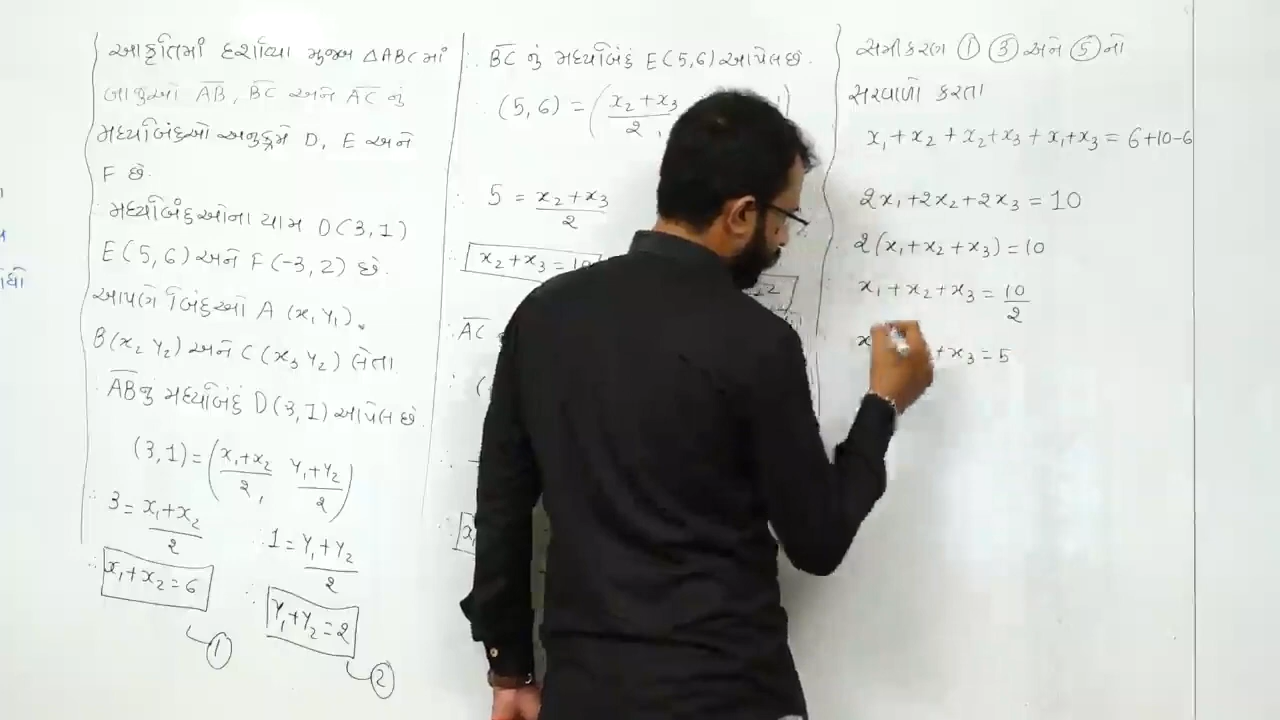 આકૃતિમાં દર્શાવ્યા મુજબ △ABC માં
બાજુઓ AB, BC અને AC નું
મધ્યબિંદુઓ અનુક્રમે D, E અને
F છે.
મધ્યબિંદુઓના યામ D(3,1)
E(5,6) અને F(-3,2) છે.
આપણે બિંદુઓ A (x₁ y₁),
B(x₂ y₂) અને C(x₃ y₂) લેતા.
AB નું મધ્યબિંદુ D(3,1) આપેલ છે.
(3,1) = (x₁+x₂/2, y₁+y₂/2)
∴ 3 = x₁+x₂/2
∴ 1 = y₁+y₂/2
∴ x₁+x₂=6
∴ y₁+y₂=2
①
②
∴ BC નું મધ્યબિંદુ E(5,6) આપેલ છે.
∴ (5,6) = (x₂+x₃/2,
∴ 5 = x₂+x₃/2
∴ x₂+x₃=10
∴ AC
∴ (
સમીકરણ ① ③ અને ⑤ નો
સરવાળો કરતા
x₁+x₂+x₂+x₃+x₁+x₃=6+10-6
2x₁+2x₂+2x₃=10
2(x₁+x₂+x₃)=10
x₁+x₂+x₃=10/2
x +x₃=5